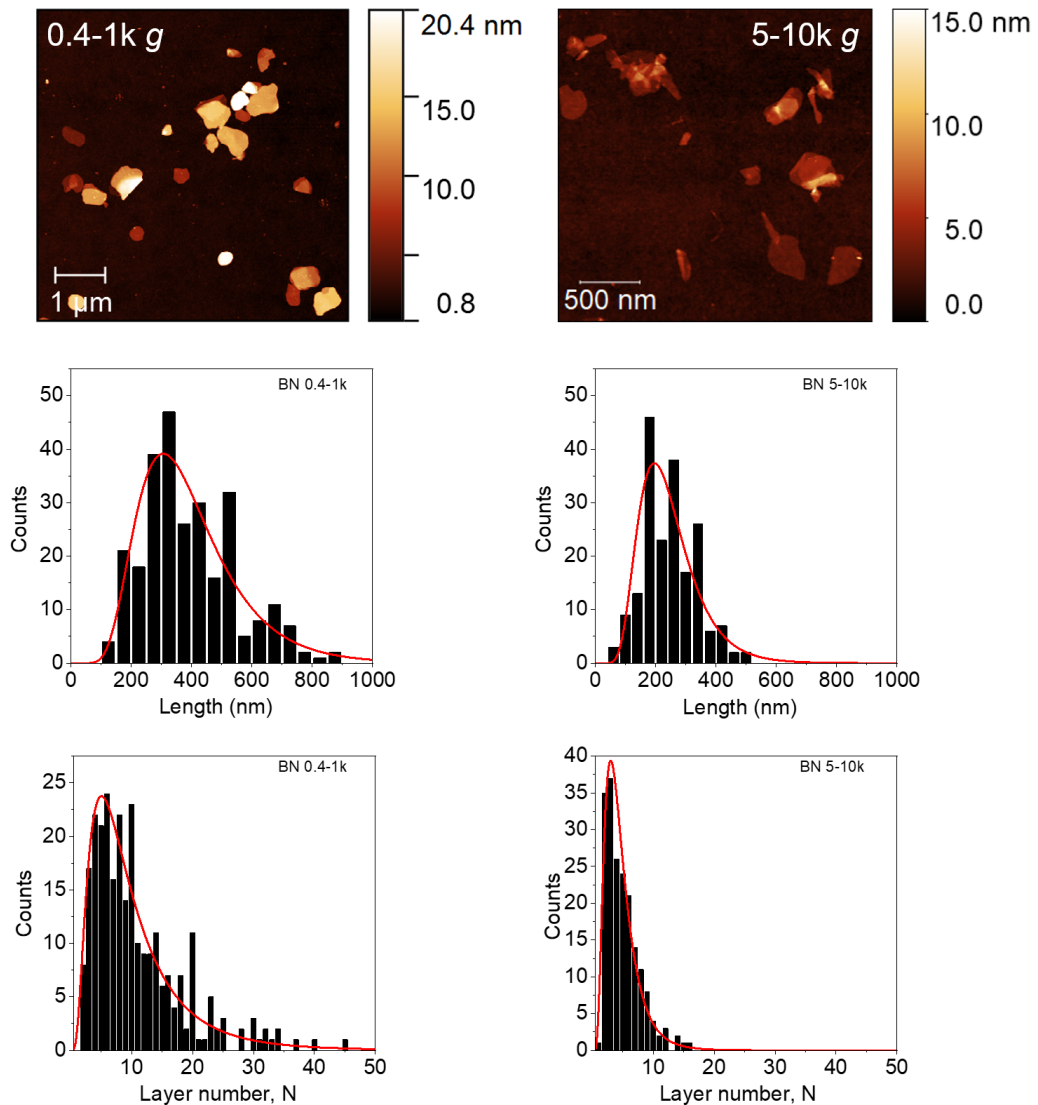 0.4-1k g
20.4 nm
15.0
10.0
0.8
1 μm
5-10k g
15.0 nm
10.0
5.0
0.0
500 nm
BN 0.4-1k
50
40
30
20
10
0
Counts
0 200 400 600 800 1000
Length (nm)
BN 5-10k
50
40
30
20
10
0
Counts
0 200 400 600 800 1000
Length (nm)
BN 0.4-1k
25
20
15
10
5
0
Counts
10 20 30 40 50
Layer number, N
BN 5-10k
40
35
30
25
20
15
10
5
0
Counts
10 20 30 40 50
Layer number, N